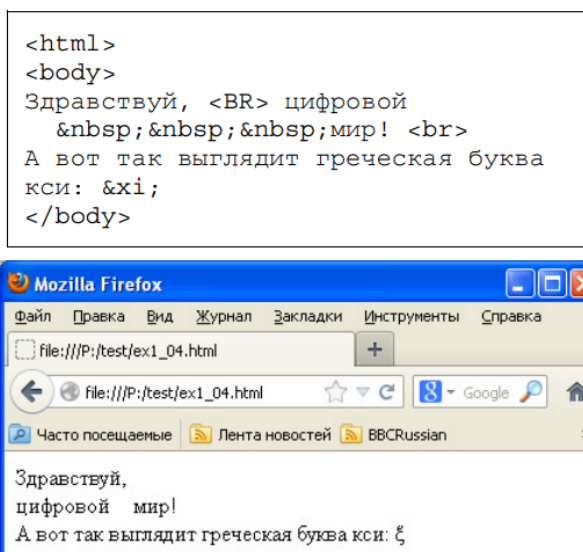 <html>
<body>
Здравствуй, <BR> цифровой
&nbsp;&nbsp;&nbsp;мир! <br>
А вот так выглядит греческая буква
кси: &xi;
</body>
Mozilla Firefox
Файл Правка Вид Журнал Закладки Инструменты Справка
file:///P:/test/ex1_04.html +
file:///P:/test/ex1_04.html 8 Google
Часто посещаемые Лента новостей BBCRussian
Здравствуй,
цифровой мир!
А вот так выглядит греческая буква кси: ξ